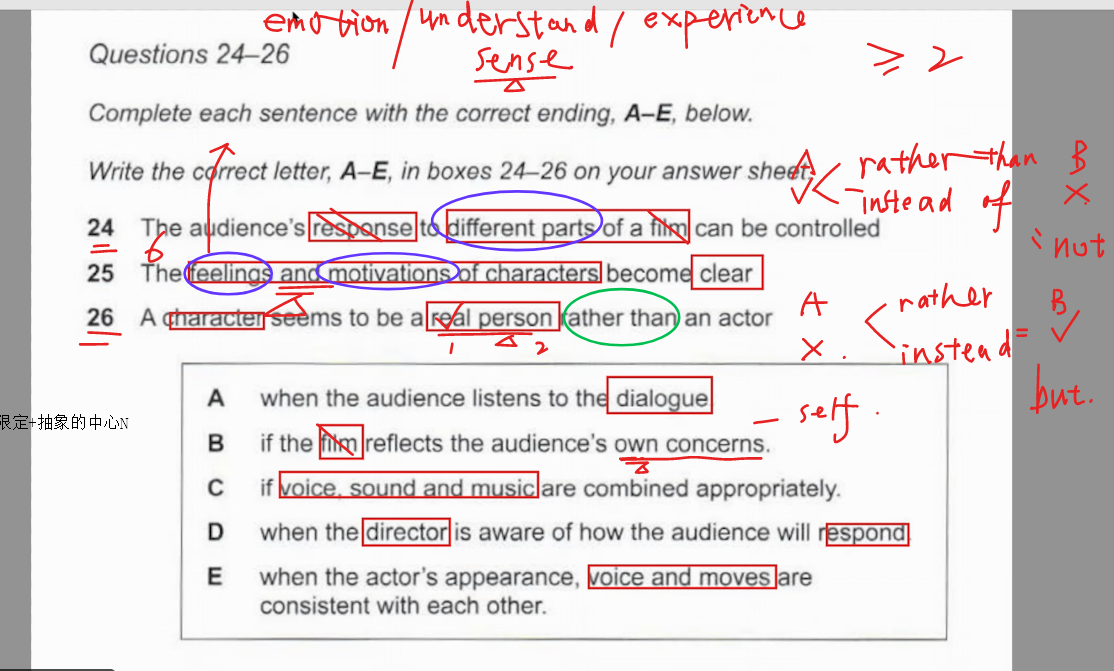 emotion / understand / experience
sense
≥ 2
Questions 24–26
Complete each sentence with the correct ending, A–E, below.
Write the correct letter, A–E, in boxes 24–26 on your answer sheet.
A ✓ rather than B ✗
instead of
; not
24 The audience's response to different parts of a film can be controlled
6
25 The feelings and motivations of characters become clear
26 A character seems to be a real person rather than an actor
1 2
A ✗ . rather = B ✓
instead
but.
A when the audience listens to the dialogue.
— self .
限定+抽象的中心N
B if the film reflects the audience's own concerns.
C if voice, sound and music are combined appropriately.
D when the director is aware of how the audience will respond.
E when the actor's appearance, voice and moves are
consistent with each other.